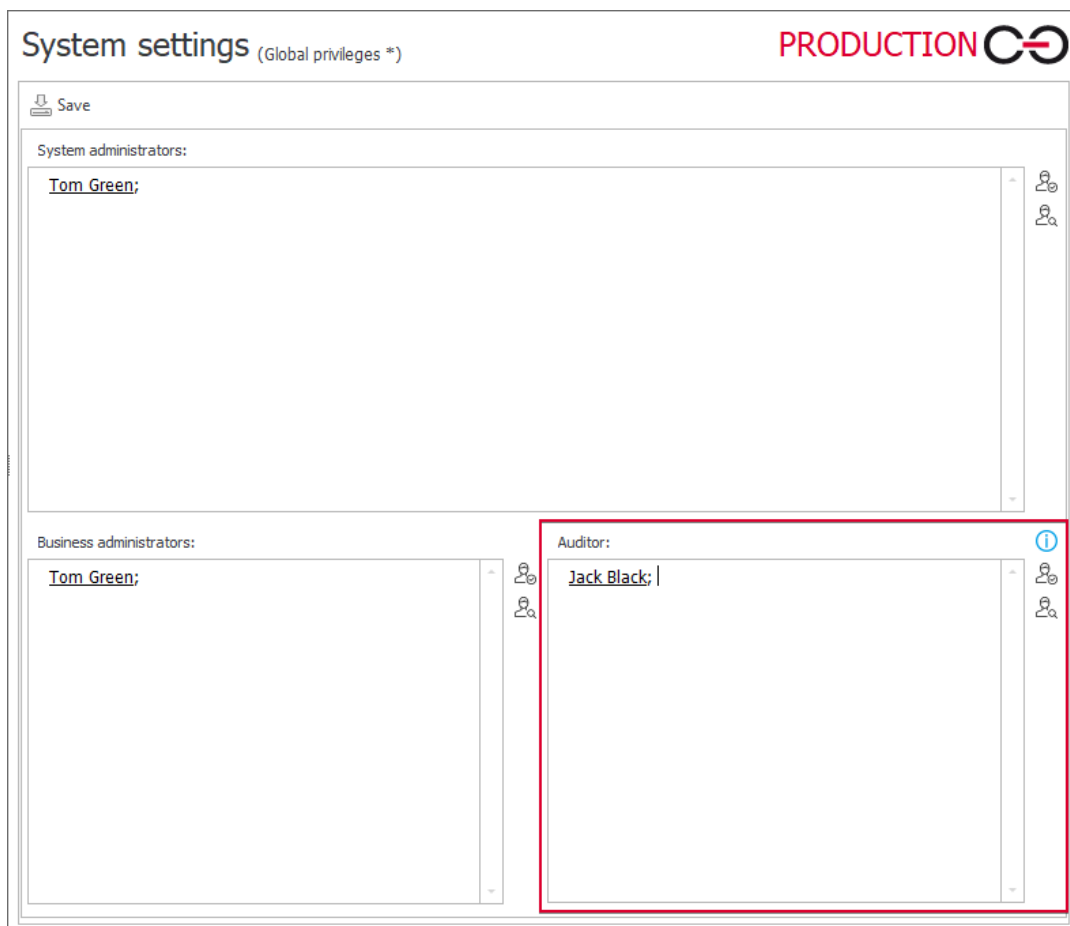 System settings (Global privileges *)
PRODUCTION
Save
System administrators:
Tom Green;
Business administrators:
Tom Green;
Auditor:
Jack Black;